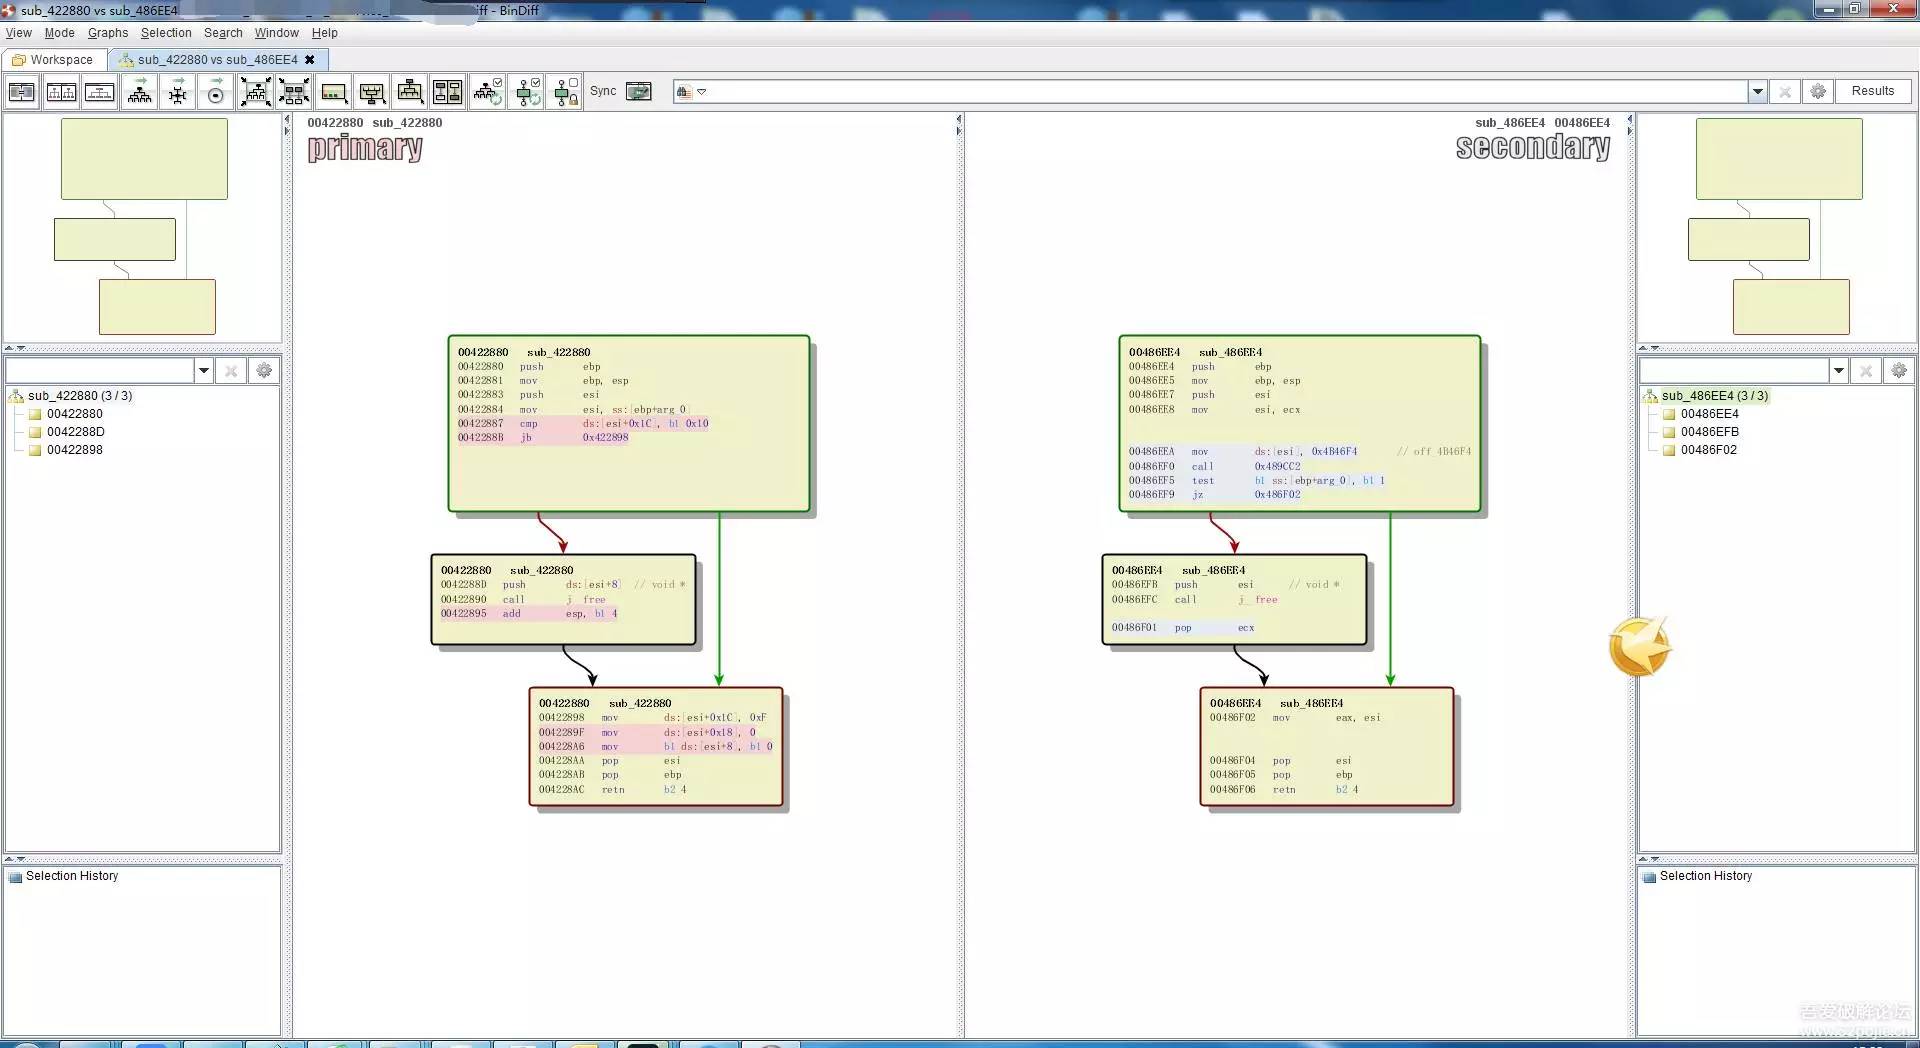 sub_422880 vs sub_486EE4
iff - BinDiff
View Mode Graphs Selection Search Window Help
Workspace
sub_422880 vs sub_486EE4
Sync
Results
00422880 sub_422880
primary
sub_486EE4 00486EE4
secondary
sub_422880 (3 / 3)
00422880
0042288D
00422898
Selection History
00422880 sub_422880
00422880 push ebp
00422881 mov ebp, esp
00422883 push esi
00422884 mov esi, ss:[ebp+arg_0]
00422887 cmp ds:[esi+0x1C], b1 0x10
0042288B jb 0x422898
00422880 sub_422880
0042288D push ds:[esi+8] // void *
00422890 call j_free
00422895 add esp, b1 4
00422880 sub_422880
00422898 mov ds:[esi+0x1C], 0xF
0042289F mov ds:[esi+0x18], 0
004228A6 mov b1 ds:[esi+8], b1 0
004228AA pop esi
004228AB pop ebp
004228AC retn b2 4
00486EE4 sub_486EE4
00486EE4 push ebp
00486EE5 mov ebp, esp
00486EE7 push esi
00486EE8 mov esi, ecx
00486EEA mov ds:[esi], 0x4B46F4 // off_4B46F4
00486EF0 call 0x489CC2
00486EF5 test b1 ss:[ebp+arg_0], b1 1
00486EF9 jz 0x486F02
00486EE4 sub_486EE4
00486EFB push esi // void *
00486EFC call j__free
00486F01 pop ecx
00486EE4 sub_486EE4
00486F02 mov eax, esi
00486F04 pop esi
00486F05 pop ebp
00486F06 retn b2 4
sub_486EE4 (3 / 3)
00486EE4
00486EFB
00486F02
Selection History
吾爱破解论坛
www.52pojie.cn